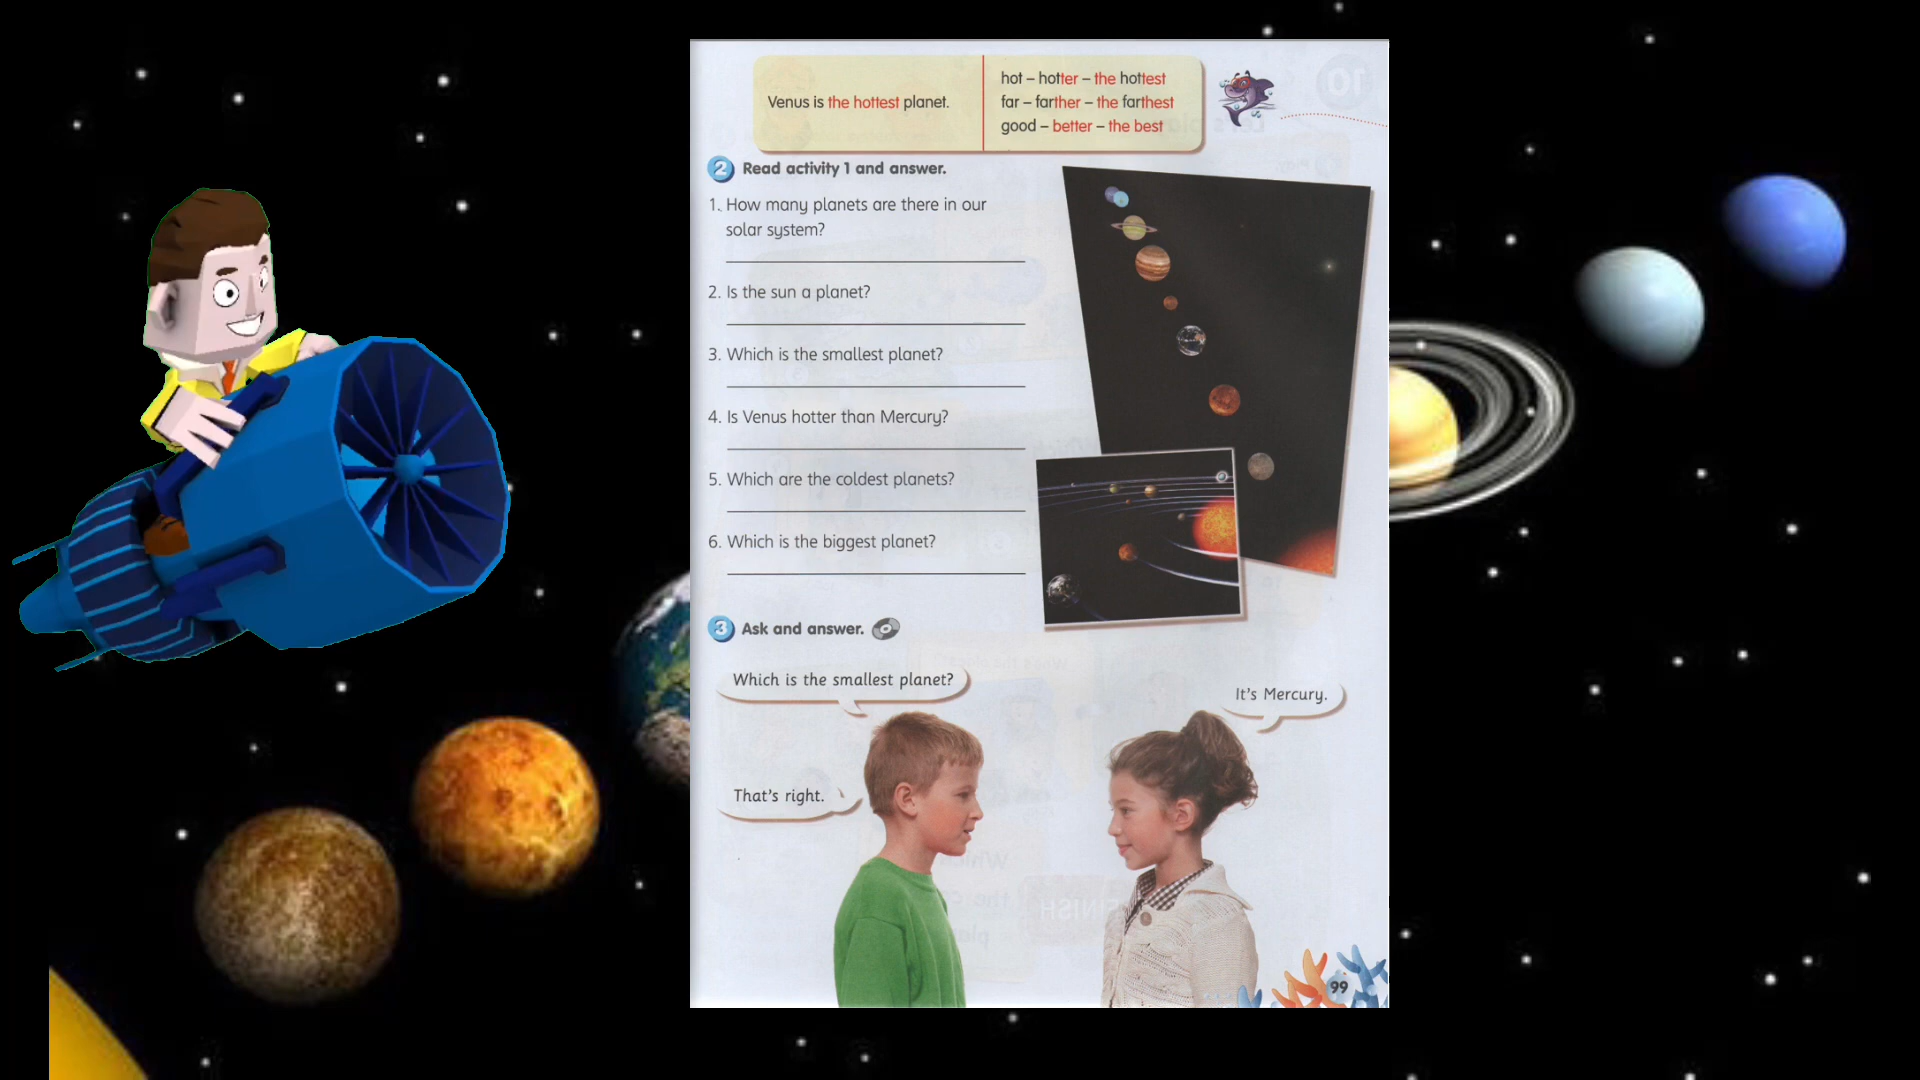 Venus is the hottest planet.
hot – hotter – the hottest
far – farther – the farthest
good – better – the best
2 Read activity 1 and answer.
1. How many planets are there in our
solar system?
2. Is the sun a planet?
3. Which is the smallest planet?
4. Is Venus hotter than Mercury?
5. Which are the coldest planets?
6. Which is the biggest planet?
3 Ask and answer.
Which is the smallest planet?
It's Mercury.
That's right.
99